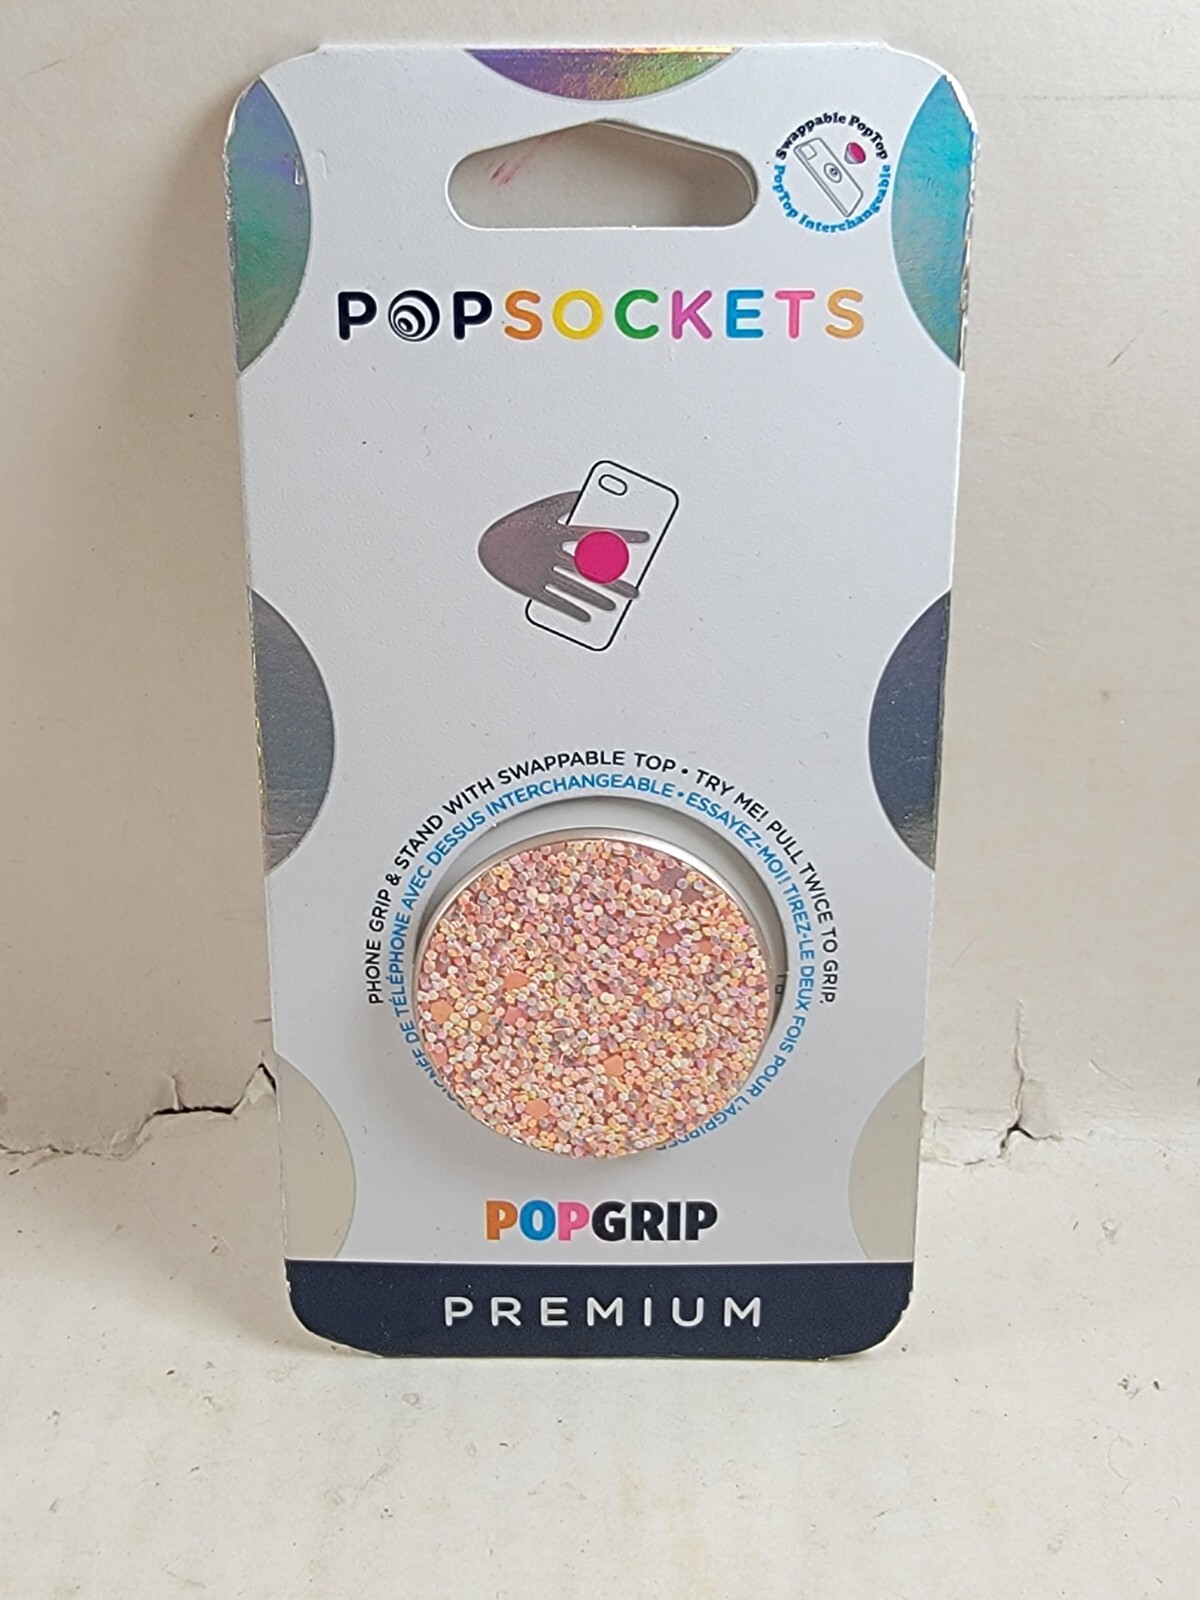 Swappable PopTop
PopTop Interchangeable
POPSOCKETS
PHONE GRIP & STAND WITH SWAPPABLE TOP • TRY ME! PULL TWICE TO GRIP.
DE TÉLÉPHONE AVEC DESSUS INTERCHANGEABLE • ESSAYEZ-MOI! TIREZ-LE DEUX FOIS POUR
POPGRIP
PREMIUM